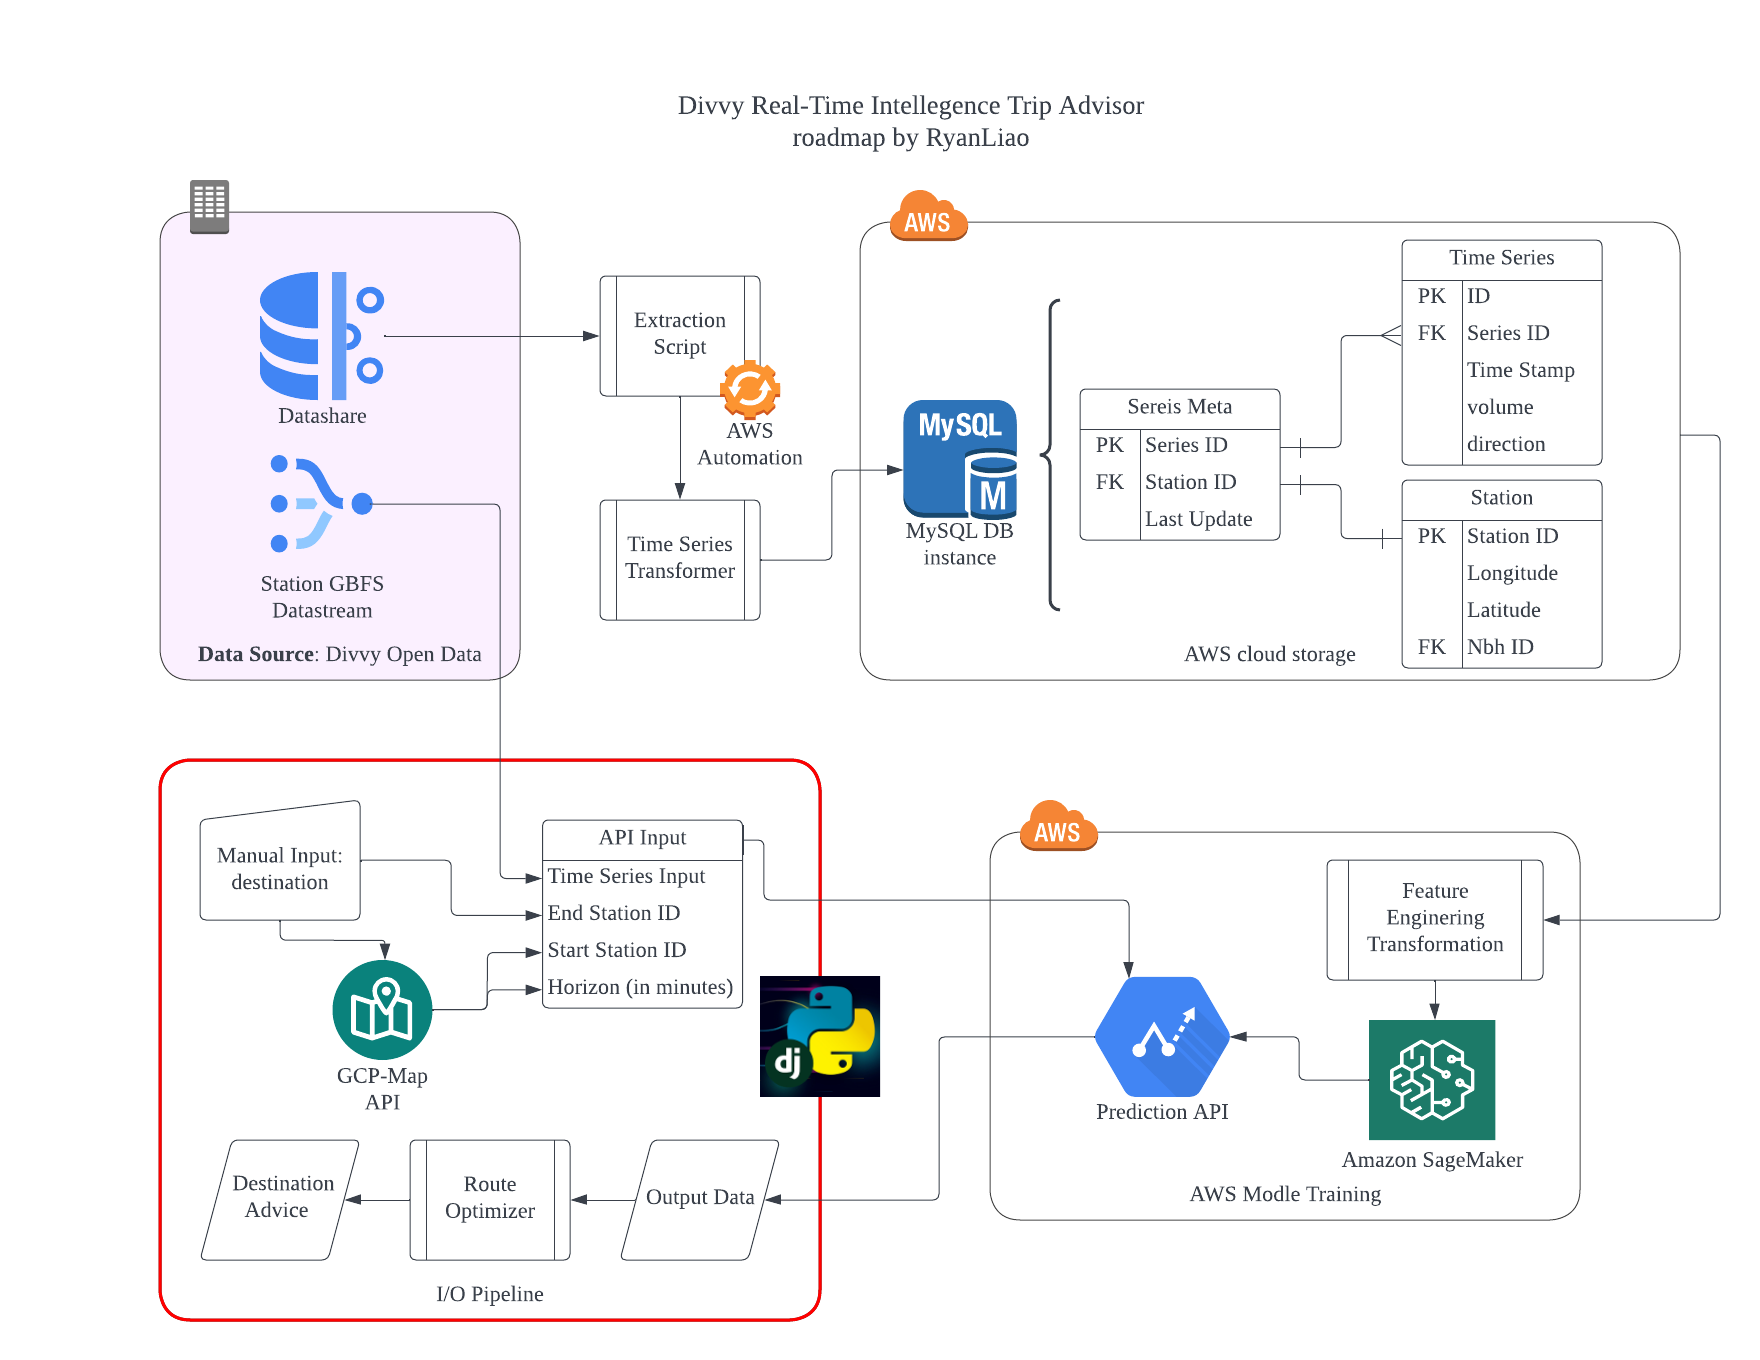 Divvy Real-Time Intellegence Trip Advisor
roadmap by RyanLiao
Datashare
Station GBFS
Datastream
Data Source: Divvy Open Data
Extraction
Script
AWS
Automation
Time Series
Transformer
AWS
MySQL
M
MySQL DB
instance
Sereis Meta
PK Series ID
FK Station ID
Last Update
Time Series
PK ID
FK Series ID
Time Stamp
volume
direction
Station
PK Station ID
Longitude
Latitude
FK Nbh ID
AWS cloud storage
Manual Input:
destination
GCP-Map
API
API Input
Time Series Input
End Station ID
Start Station ID
Horizon (in minutes)
dj
Destination
Advice
Route
Optimizer
Output Data
I/O Pipeline
AWS
Feature
Enginering
Transformation
Prediction API
Amazon SageMaker
AWS Modle Training